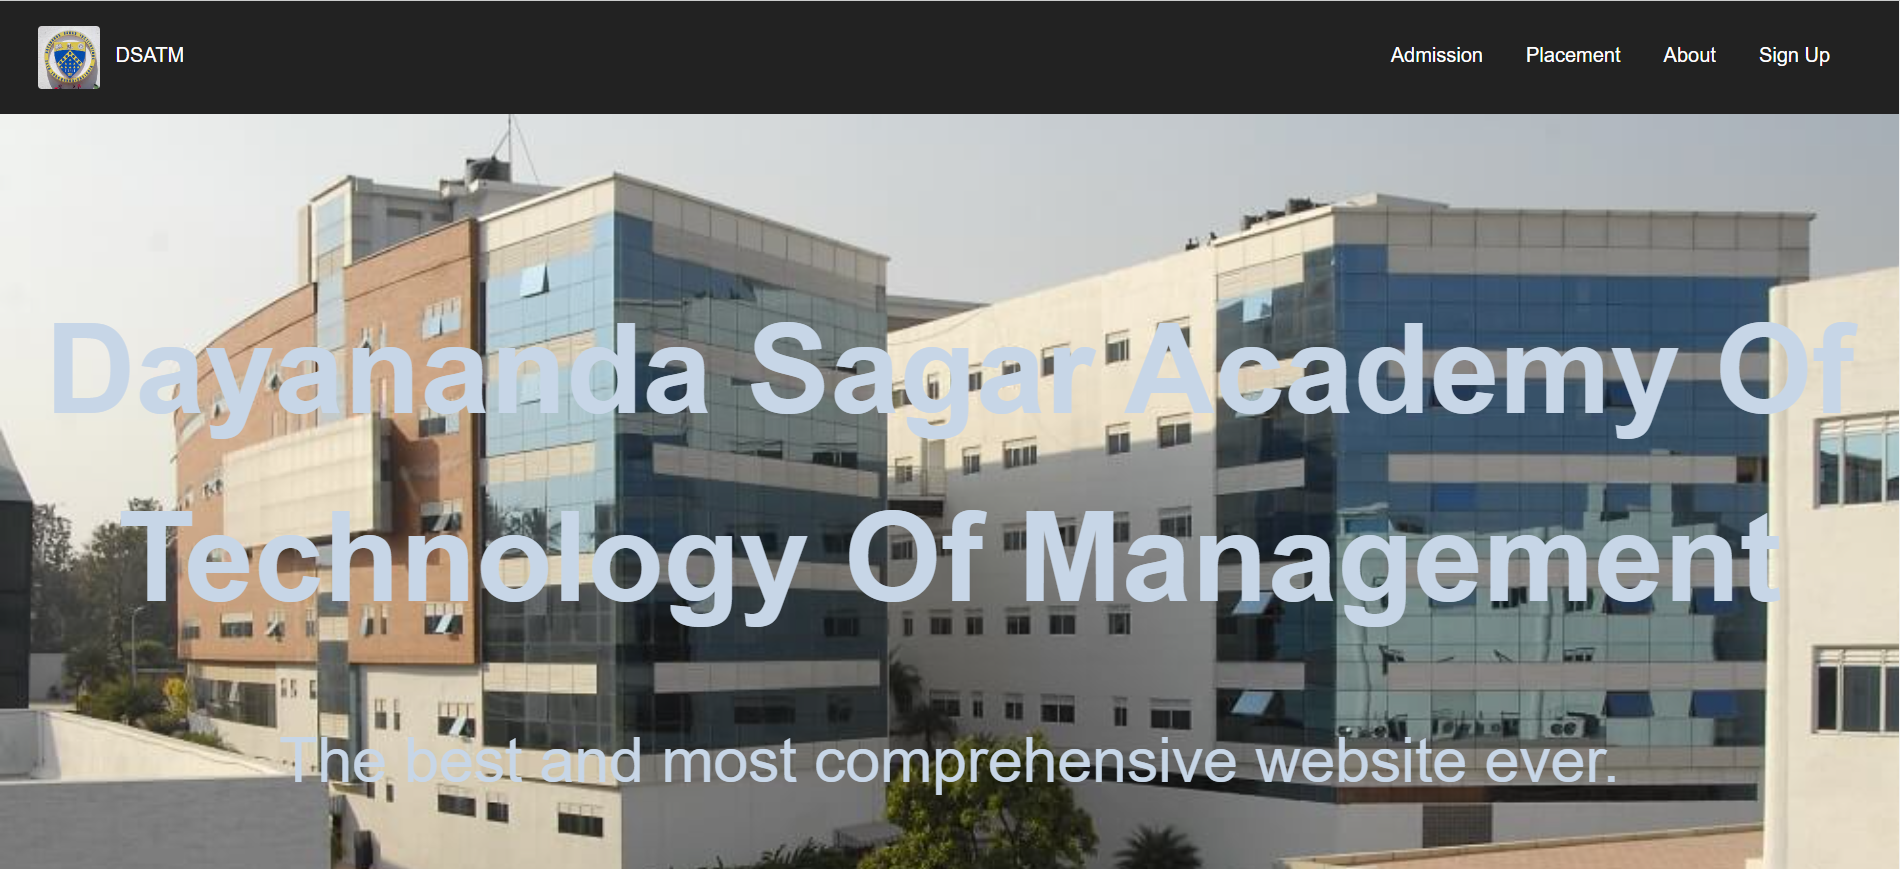 DSATM
Admission Placement About Sign Up
Dayananda Sagar Academy Of
Technology Of Management
The best and most comprehensive website ever.